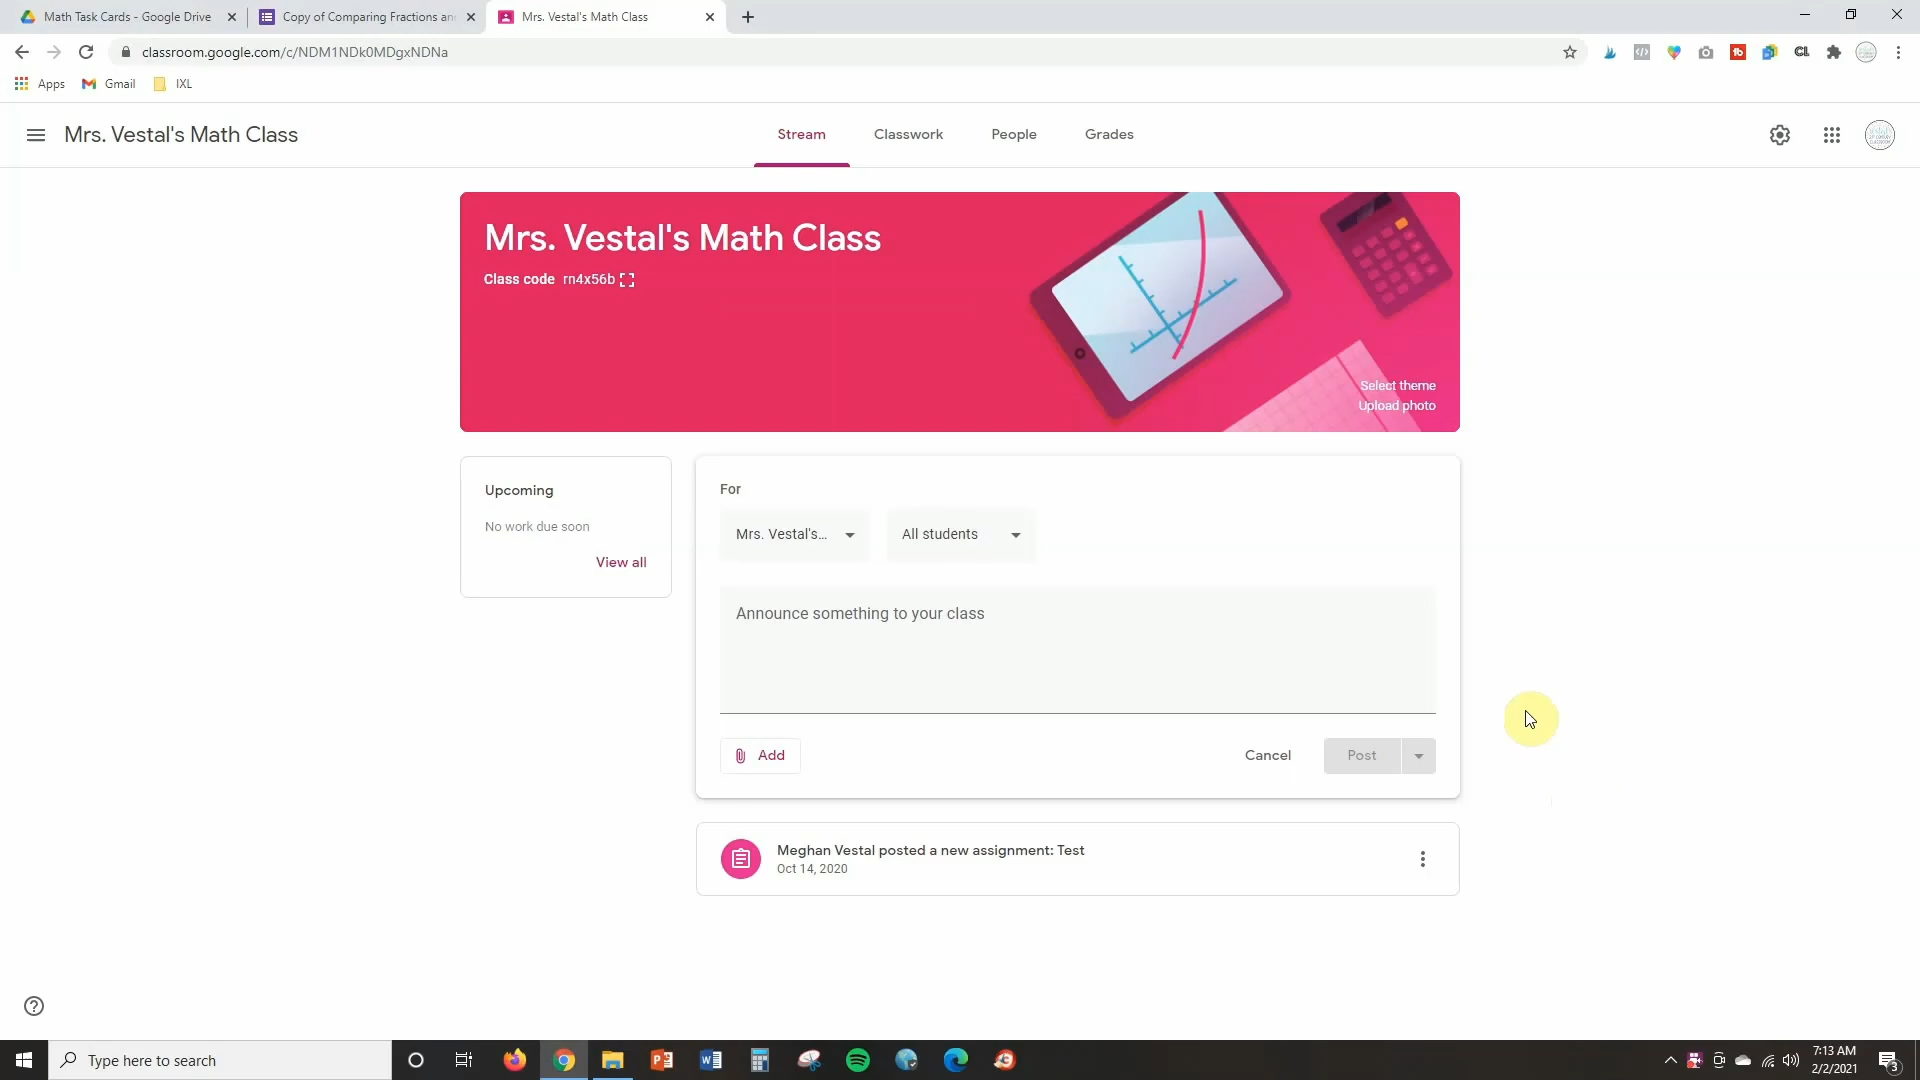 Math Task Cards - Google Drive
Copy of Comparing Fractions an
Mrs. Vestal's Math Class
classroom.google.com/c/NDM1NDk0MDgxNDNa
Apps
Gmail
IXL
Mrs. Vestal's Math Class
Stream
Classwork
People
Grades
Mrs. Vestal's Math Class
Class code rn4x56b
Select theme
Upload photo
Upcoming
No work due soon
View all
For
Mrs. Vestal's...
All students
Announce something to your class
Add
Cancel
Post
Meghan Vestal posted a new assignment: Test
Oct 14, 2020
Type here to search
7:13 AM
2/2/2021
3